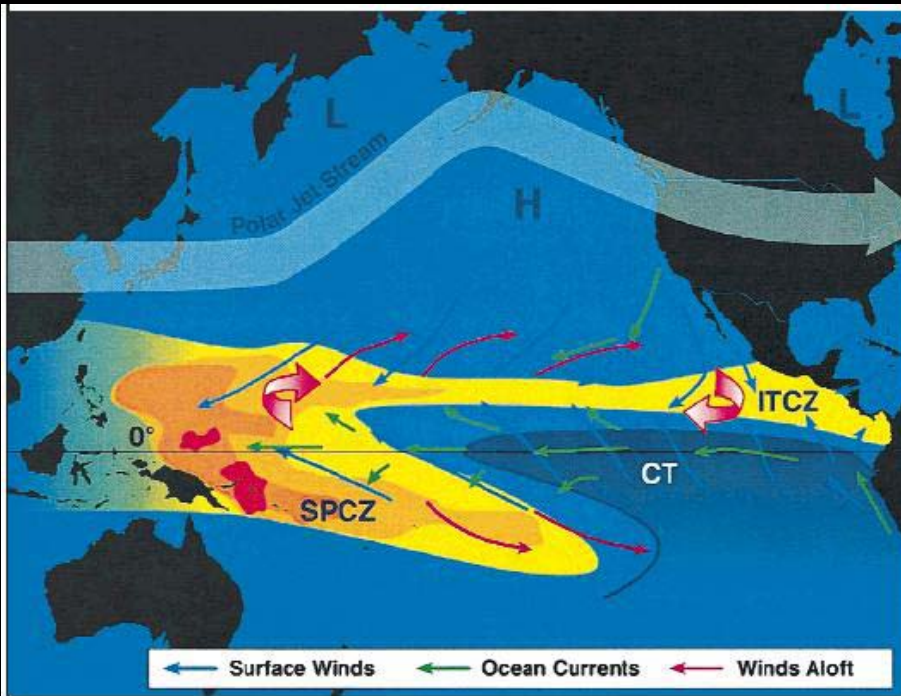 L
L
Polar Jet Stream
H
ITCZ
0°
CT
SPCZ
Surface Winds
Ocean Currents
Winds Aloft